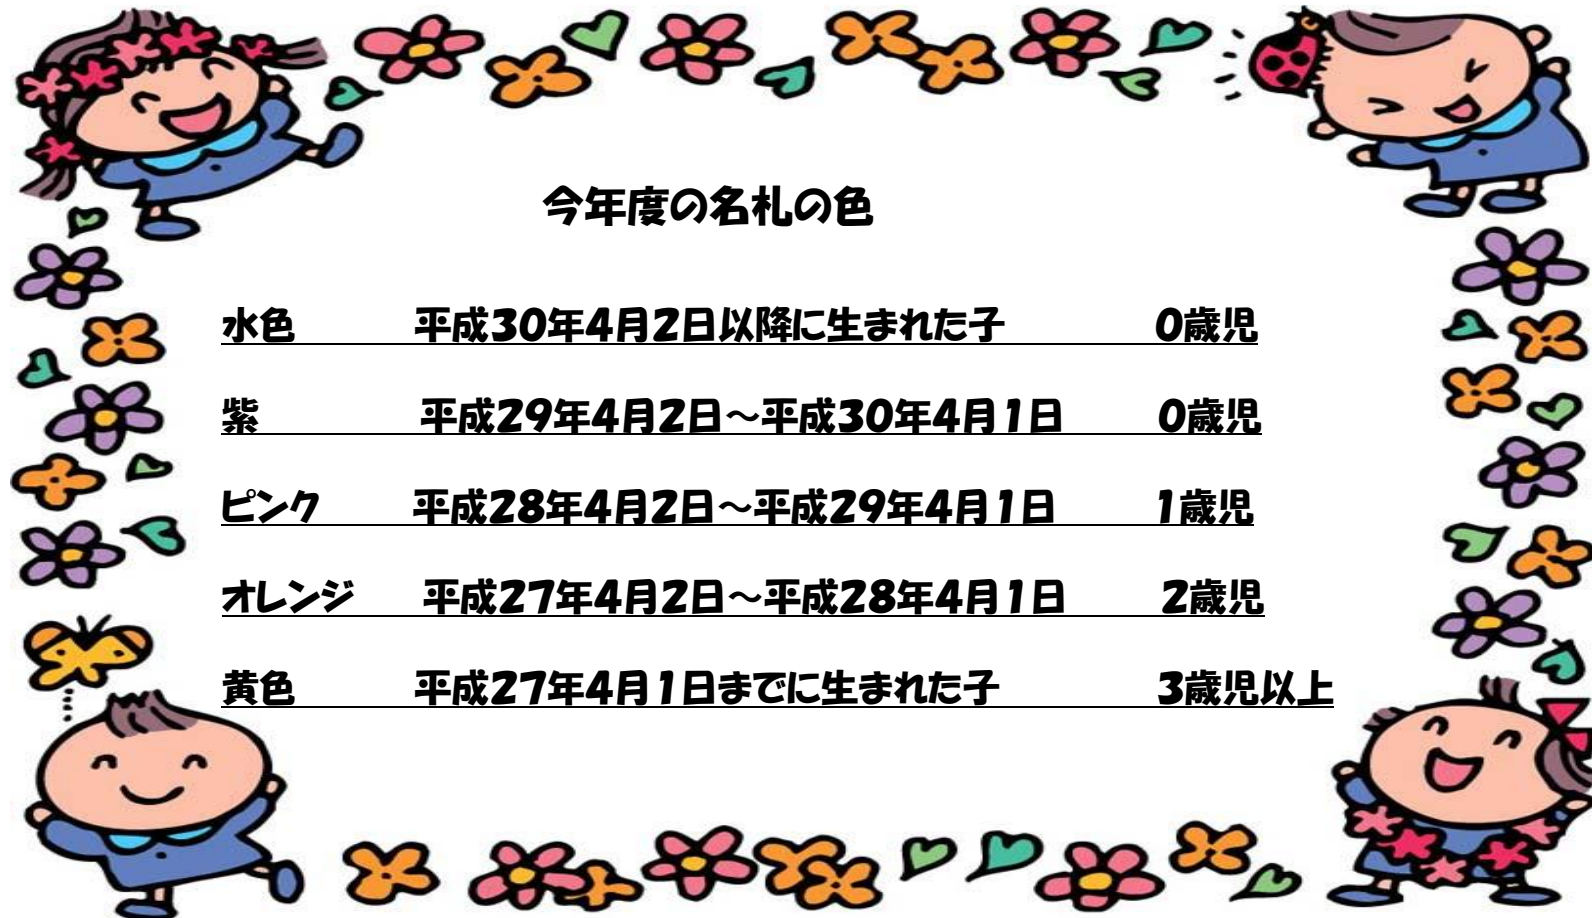 今年度の名札の色
水色 平成30年4月2日以降に生まれた子 0歳児
紫 平成29年4月2日～平成30年4月1日 0歳児
ピンク 平成28年4月2日～平成29年4月1日 1歳児
オレンジ 平成27年4月2日～平成28年4月1日 2歳児
黄色 平成27年4月1日までに生まれた子 3歳児以上